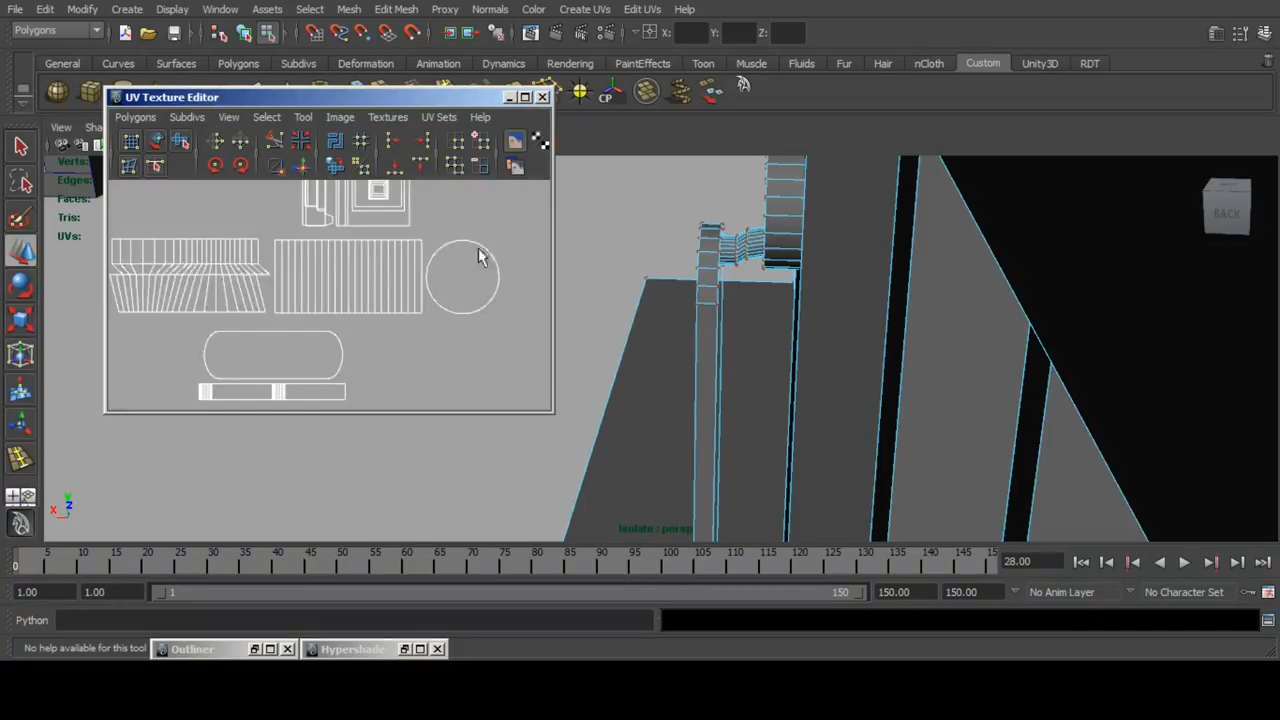 File Edit Modify Create Display Window Assets Select Mesh Edit Mesh Proxy Normals Color Create UVs Edit UVs Help
Polygons X: Y: Z:
General Curves Surfaces Polygons Subdivs Deformation Animation Dynamics Rendering PaintEffects Toon Muscle Fluids Fur Hair nCloth Custom Unity3D RDT
CP
UV Texture Editor
Polygons Subdivs View Select Tool Image Textures UV Sets Help
View Sha
Verts:
Edges:
Faces:
Tris:
UVs:
BACK
y
x z
Isolate : persp
5 10 15 20 25 30 35 40 45 50 55 60 65 70 75 80 85 90 95 100 105 110 115 120 125 130 135 140 145 15
0
28.00
1.00 1.00 1 150 150.00 150.00 No Anim Layer No Character Set
Python
No help available for this tool
Outliner Hypershade